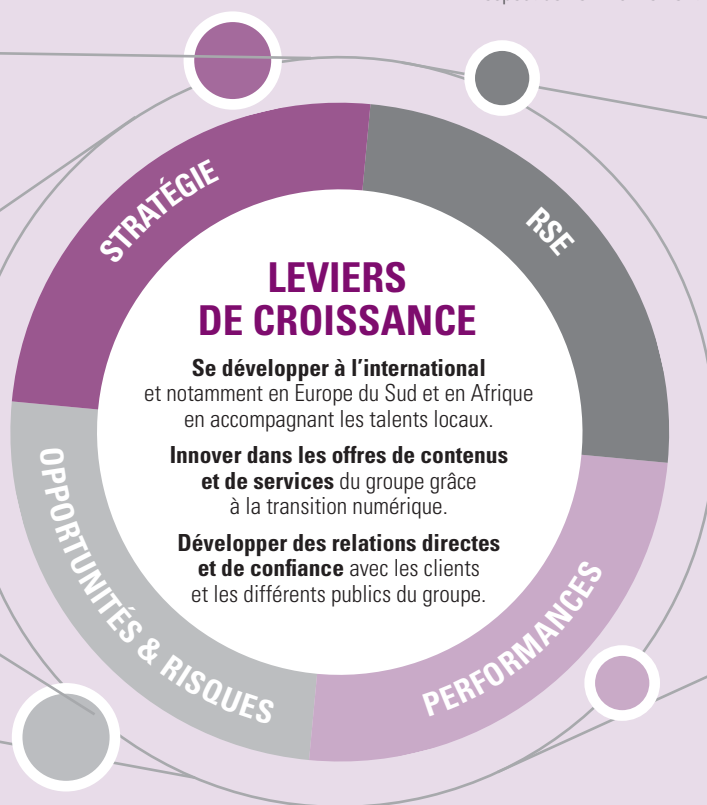 STRATÉGIE
RSE
LEVIERS
DE CROISSANCE
Se développer à l’international
et notamment en Europe du Sud et en Afrique
en accompagnant les talents locaux.
Innover dans les offres de contenus
et de services du groupe grâce
à la transition numérique.
Développer des relations directes
et de confiance avec les clients
et les différents publics du groupe.
OPPORTUNITÉS & RISQUES
PERFORMANCES